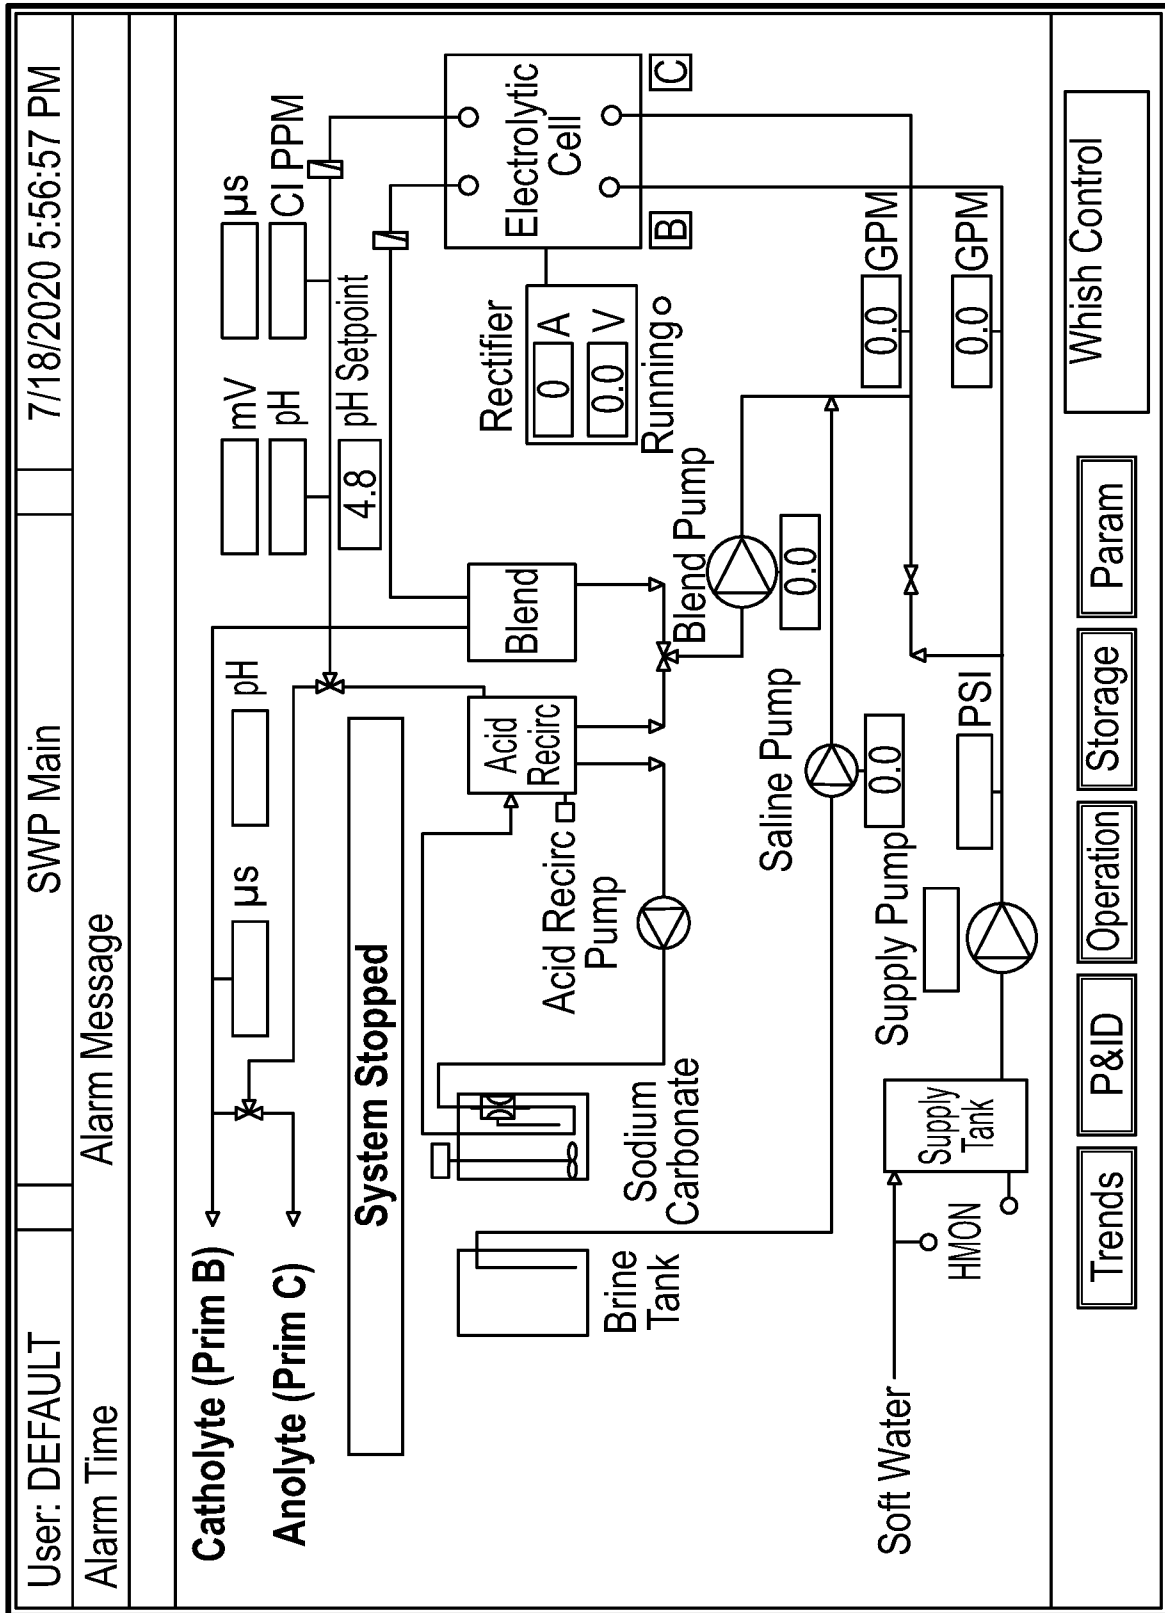 User: DEFAULT
SWP Main
7/18/2020 5:56:57 PM
Alarm Time
Alarm Message
Catholyte (Prim B)
Anolyte (Prim C)
µs
pH
mV
pH
µs
CI PPM
4.8
pH Setpoint
System Stopped
Acid
Recirc
Blend
Electrolytic
Cell
B
C
Rectifier
0
A
0.0
V
Running
Acid Recirc
Pump
Blend Pump
0.0
Brine
Tank
Sodium
Carbonate
Saline Pump
0.0
0.0
GPM
0.0
GPM
Soft Water
HMON
Supply
Tank
Supply Pump
PSI
Trends
P&ID
Operation
Storage
Param
Whish Control